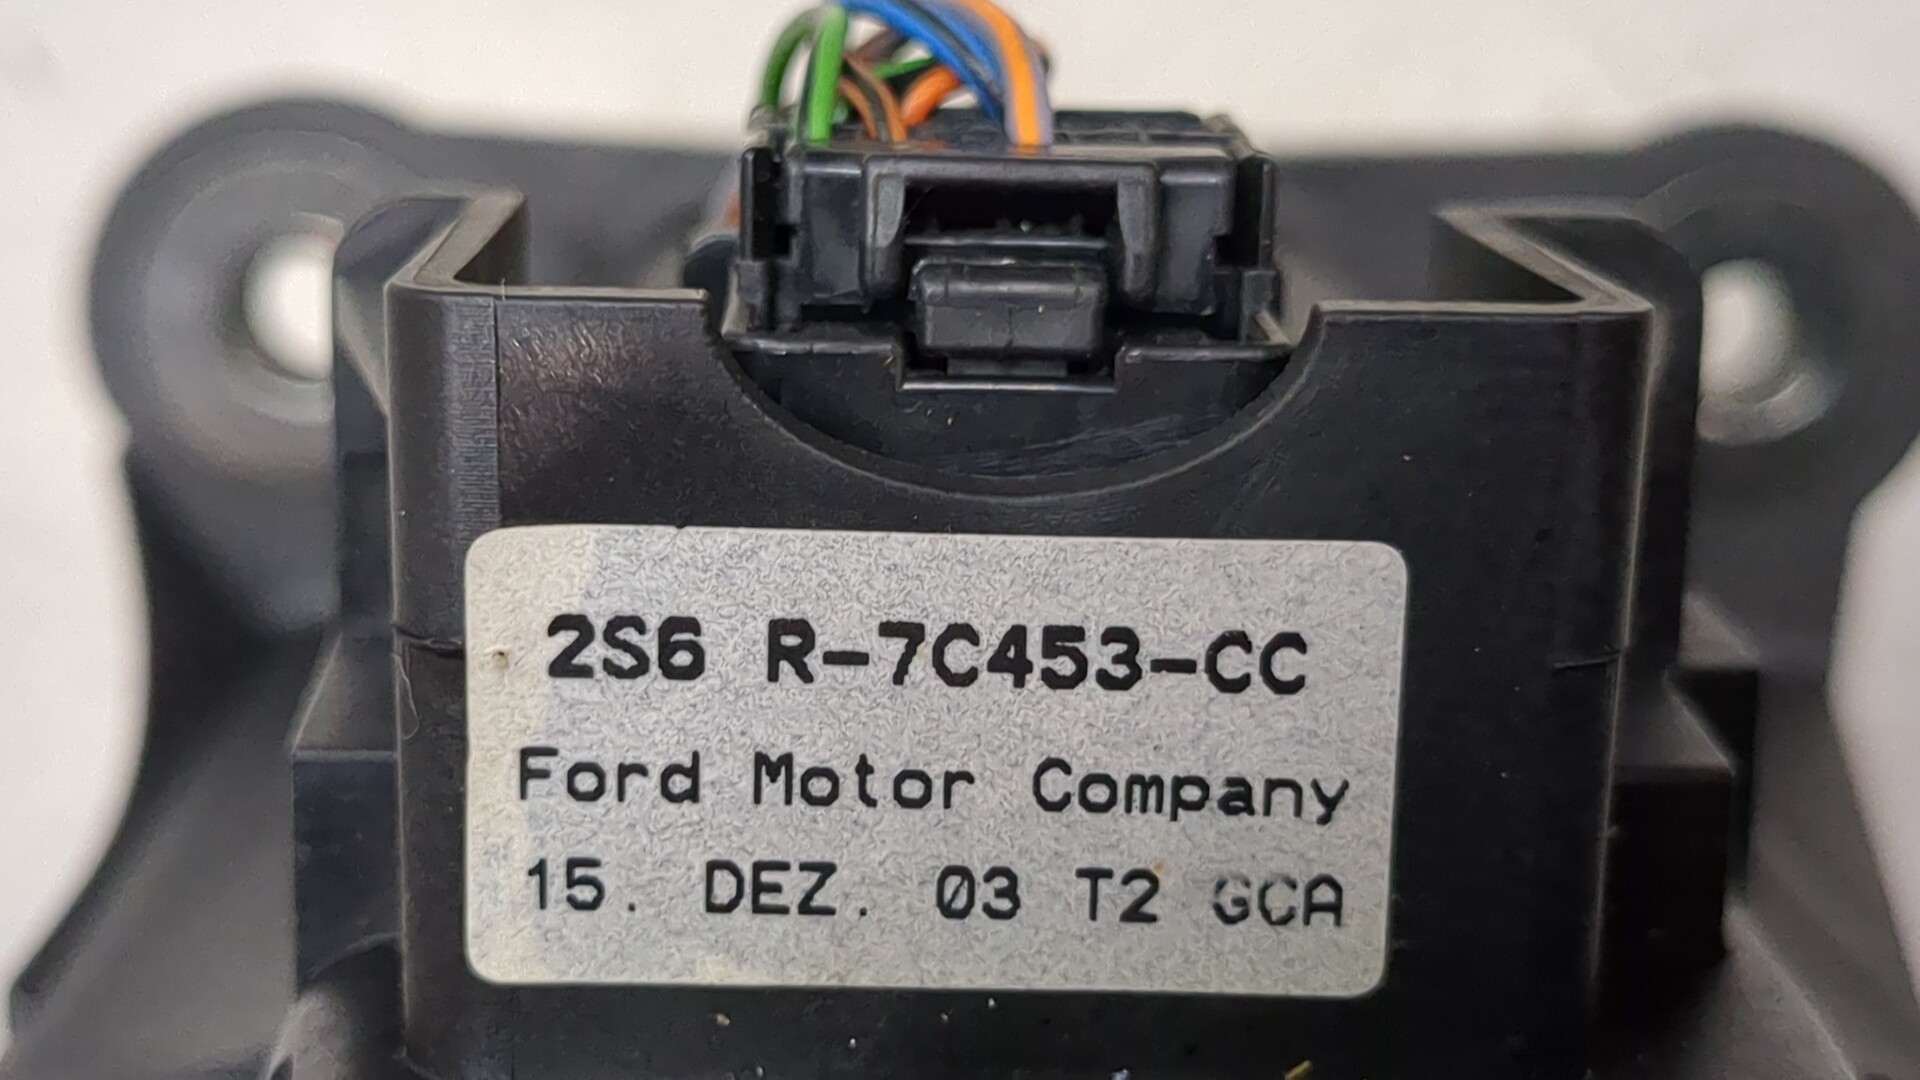 2S6 R-7C453-CC
Ford Motor Company
15. DEZ. 03 T2 GCA